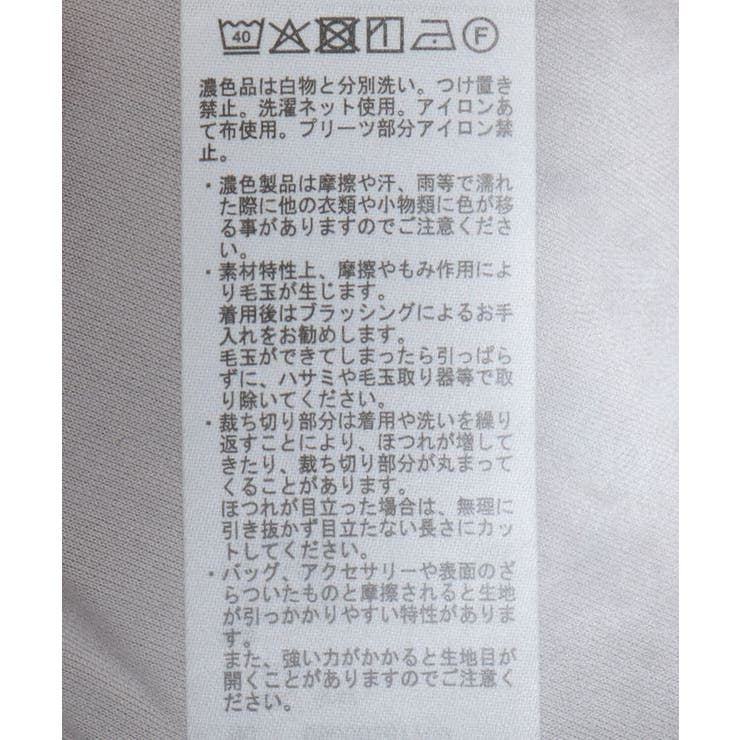 40 F
濃色品は白物と分別洗い。つけ置き
禁止。洗濯ネット使用。アイロンあ
て布使用。プリーツ部分アイロン禁
止。
・濃色製品は摩擦や汗、雨等で濡れ
た際に他の衣類や小物類に色が移
る事がありますのでご注意くださ
い。
・素材特性上、摩擦やもみ作用によ
り毛玉が生じます。
着用後はブラッシングによるお手
入れをお勧めします。
毛玉ができてしまったら引っぱら
ずに、ハサミや毛玉取り器等で取
り除いてください。
・裁ち切り部分は着用や洗いを繰り
返すことにより、ほつれが増して
きたり、裁ち切り部分が丸まって
くることがあります。
ほつれが目立った場合は、無理に
引き抜かず目立たない長さにカッ
トしてください。
・バッグ、アクセサリーや表面のざ
らついたものと摩擦されると生地
が引っかかりやすい特性がありま
す。
また、強い力がかかると生地目が
開くことがありますのでご注意く
ださい。